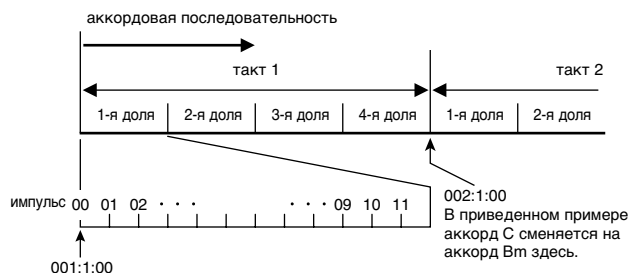 аккордовая последовательность
такт 1
такт 2
1-я доля 2-я доля 3-я доля 4-я доля 1-я доля 2-я доля
импульс 00 01 02 · · · · · · 09 10 11
001:1:00
002:1:00
В приведенном примере
аккорд C сменяется на
аккорд Bm здесь.